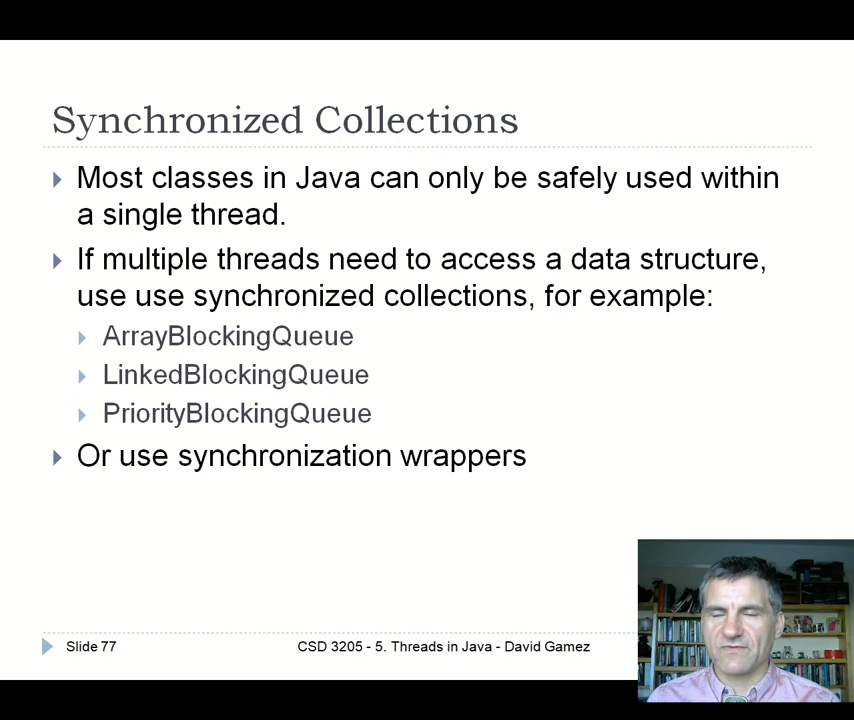 Synchronized Collections
Most classes in Java can only be safely used within
a single thread.
If multiple threads need to access a data structure,
use use synchronized collections, for example:
ArrayBlockingQueue
LinkedBlockingQueue
PriorityBlockingQueue
Or use synchronization wrappers
Slide 77
CSD 3205 - 5. Threads in Java - David Gamez